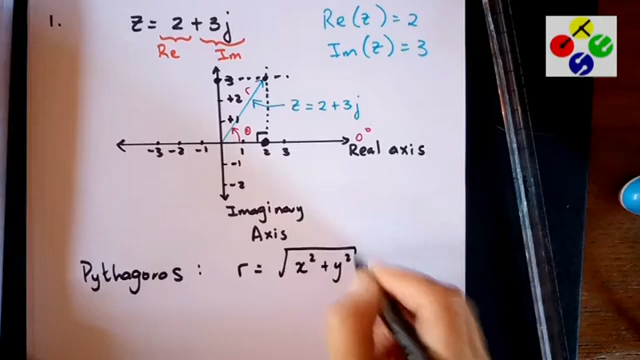 1. z = 2 + 3j
Re Im
Re(z) = 2
Im(z) = 3
3
+2
+1
r
θ
z = 2 + 3j
0°
-3 -2 -1 1 2 3
Real axis
-1
-2
Imaginary
Axis
Pythagoros : r = √x² + y²